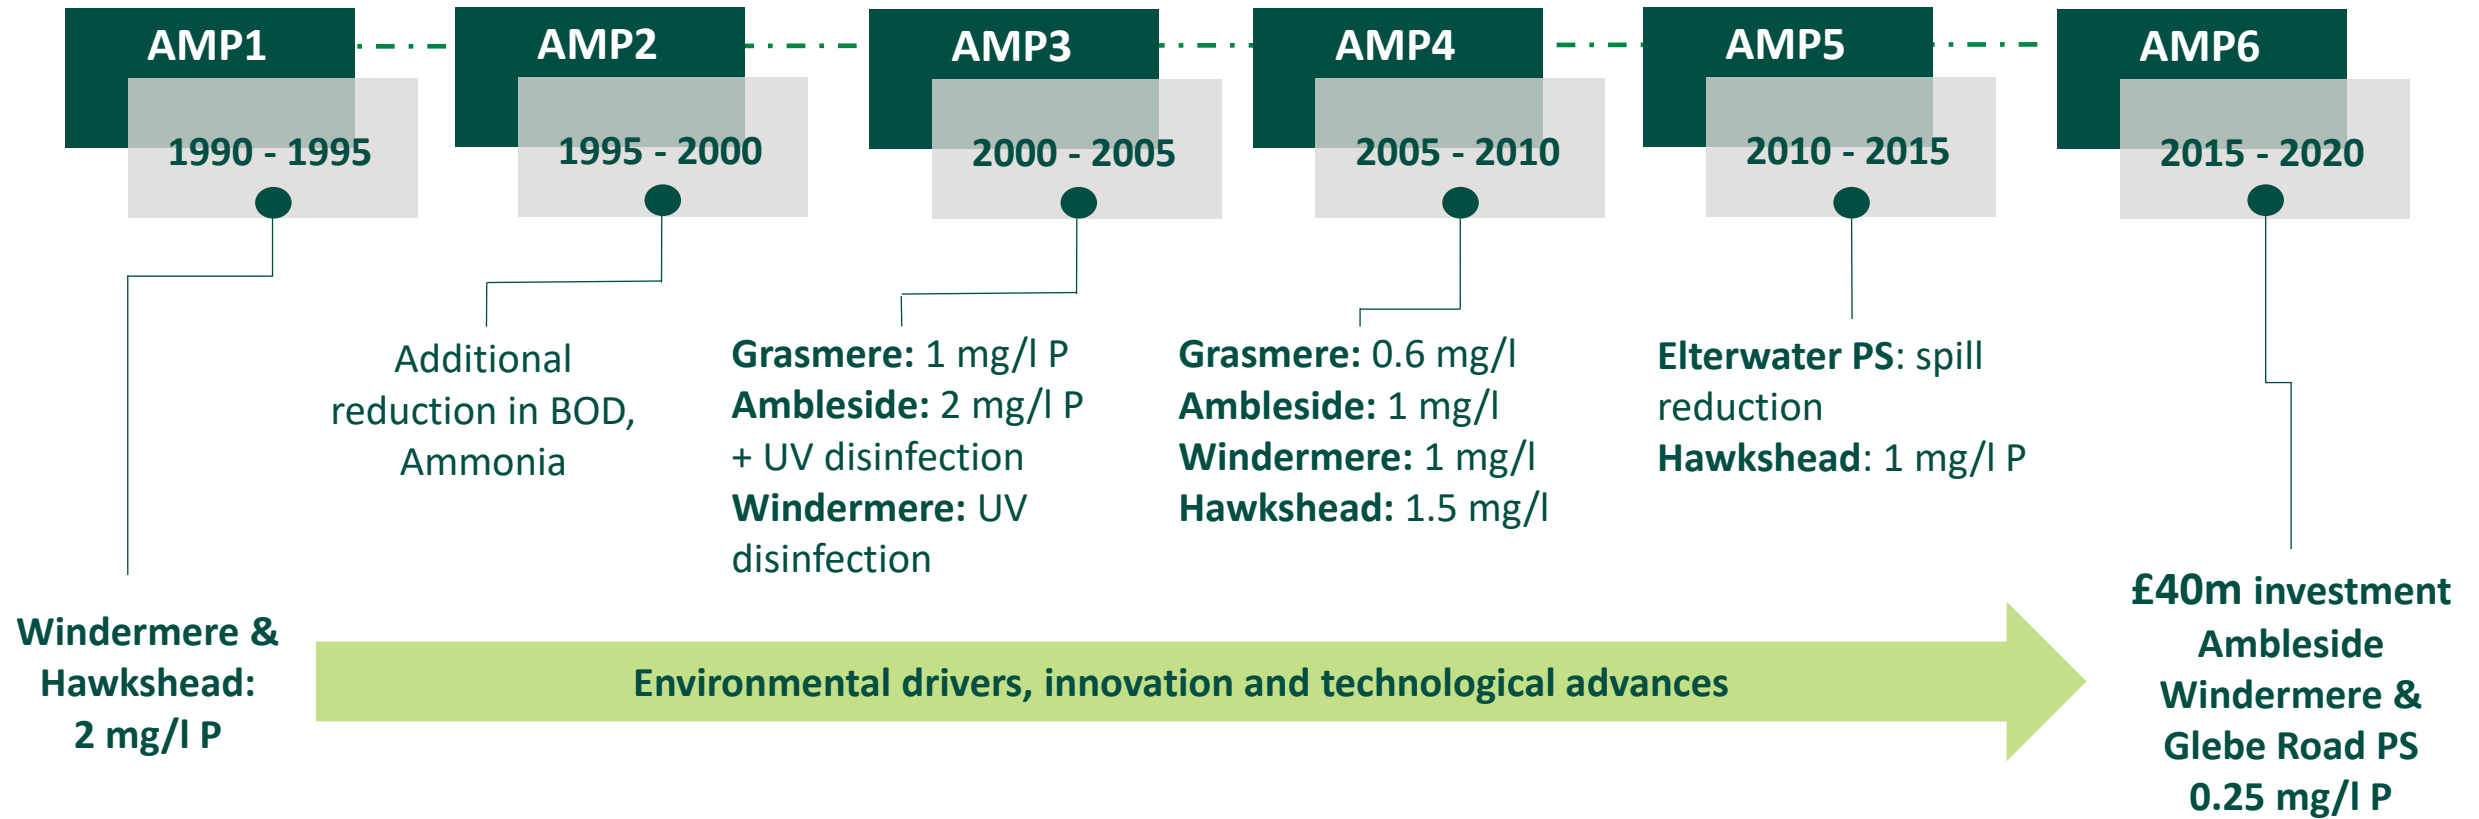 AMP1
1990 - 1995
Windermere &
Hawkshead:
2 mg/l P
AMP2
1995 - 2000
Additional
reduction in BOD,
Ammonia
AMP3
2000 - 2005
Grasmere: 1 mg/l P
Ambleside: 2 mg/l P
+ UV disinfection
Windermere: UV
disinfection
AMP4
2005 - 2010
Grasmere: 0.6 mg/l
Ambleside: 1 mg/l
Windermere: 1 mg/l
Hawkshead: 1.5 mg/l
AMP5
2010 - 2015
Elterwater PS: spill
reduction
Hawkshead: 1 mg/l P
AMP6
2015 - 2020
£40m investment
Ambleside
Windermere &
Glebe Road PS
0.25 mg/l P
Environmental drivers, innovation and technological advances